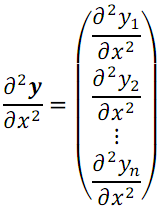 ∂²𝒚/∂x² = (∂²y₁/∂x²
∂²y₂/∂x²
⋮
∂²yₙ/∂x²)